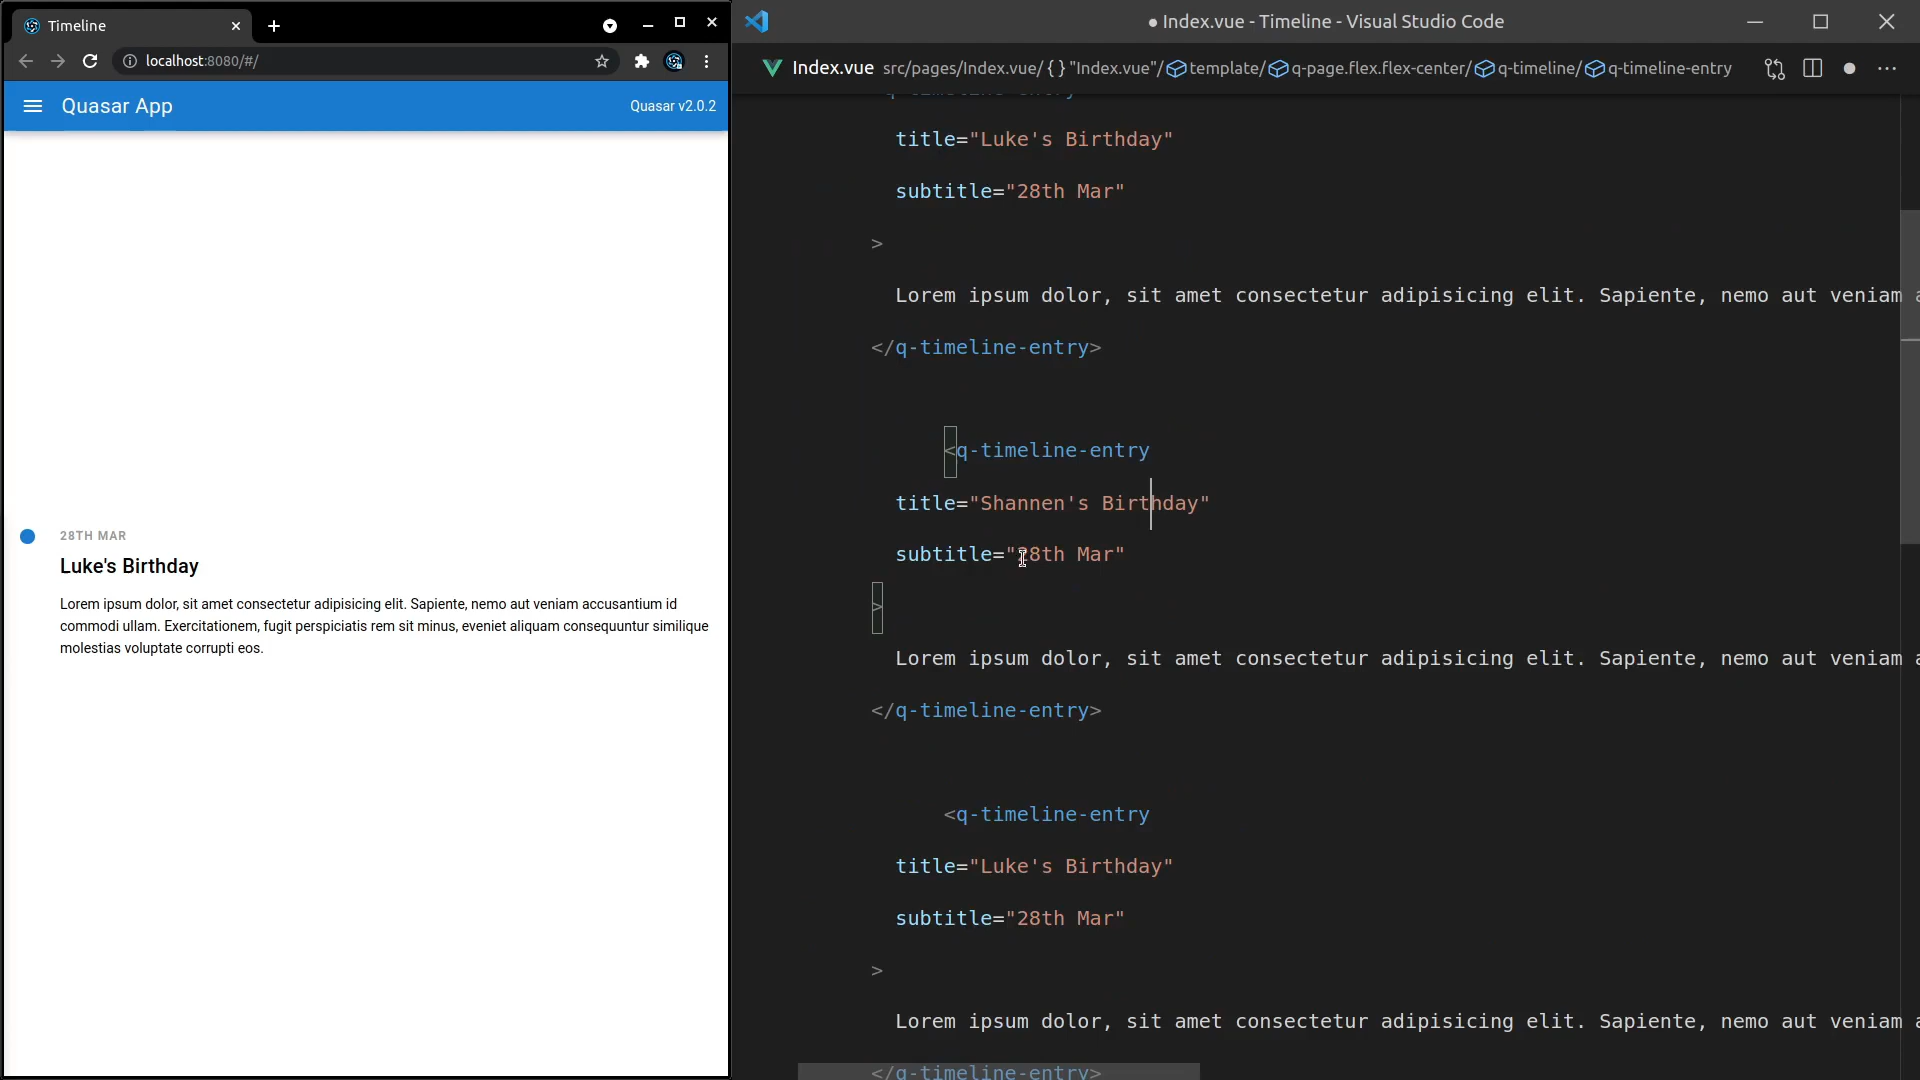 Timeline
localhost:8080/#/
Quasar App
Quasar v2.0.2
28TH MAR
Luke's Birthday
Lorem ipsum dolor, sit amet consectetur adipisicing elit. Sapiente, nemo aut veniam accusantium id
commodi ullam. Exercitationem, fugit perspiciatis rem sit minus, eveniet aliquam consequuntur similique
molestias voluptate corrupti eos.
● Index.vue - Timeline - Visual Studio Code
Index.vue src/pages/Index.vue/ {} "Index.vue"/ template/ q-page.flex.flex-center/ q-timeline/ q-timeline-entry
q-timeline-entry
title="Luke's Birthday"
subtitle="28th Mar"
>
Lorem ipsum dolor, sit amet consectetur adipisicing elit. Sapiente, nemo aut veniam a
</q-timeline-entry>
<q-timeline-entry
title="Shannen's Birthday"
subtitle="28th Mar"
>
Lorem ipsum dolor, sit amet consectetur adipisicing elit. Sapiente, nemo aut veniam a
</q-timeline-entry>
<q-timeline-entry
title="Luke's Birthday"
subtitle="28th Mar"
>
Lorem ipsum dolor, sit amet consectetur adipisicing elit. Sapiente, nemo aut veniam a
</q-timeline-entry>